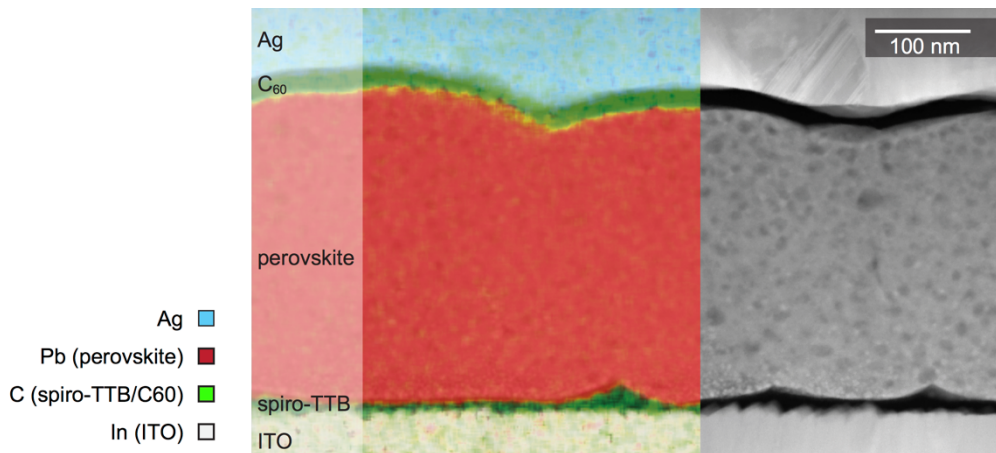 Ag
C₆₀
perovskite
spiro-TTB
ITO
100 nm
Ag
Pb (perovskite)
C (spiro-TTB/C60)
In (ITO)